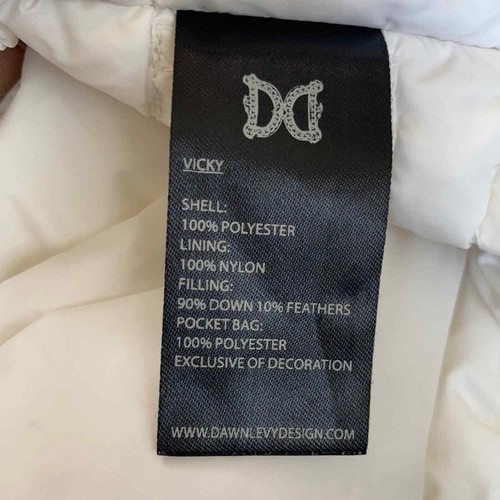 VICKY
SHELL:
100% POLYESTER
LINING:
100% NYLON
FILLING:
90% DOWN 10% FEATHERS
POCKET BAG:
100% POLYESTER
EXCLUSIVE OF DECORATION
WWW.DAWNLEVYDESIGN.COM